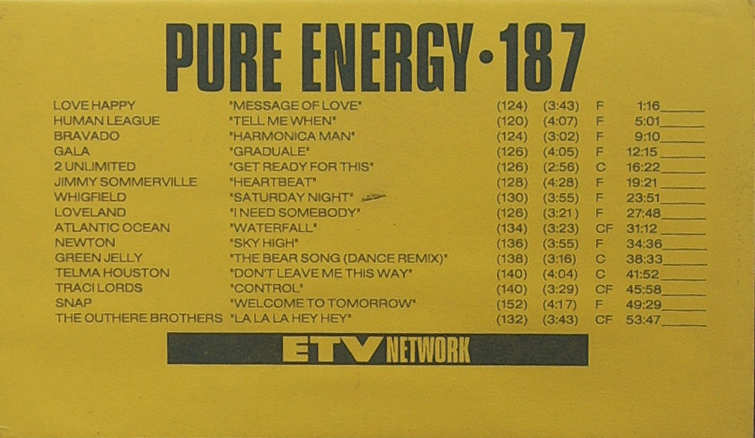 PURE ENERGY·187
LOVE HAPPY "MESSAGE OF LOVE" (124) (3:43) F 1:16
HUMAN LEAGUE "TELL ME WHEN" (120) (4:07) F 5:01
BRAVADO "HARMONICA MAN" (124) (3:02) F 9:10
GALA "GRADUALE" (126) (4:05) F 12:15
2 UNLIMITED "GET READY FOR THIS" (126) (2:56) C 16:22
JIMMY SOMMERVILLE "HEARTBEAT" (128) (4:28) F 19:21
WHIGFIELD "SATURDAY NIGHT" (130) (3:55) F 23:51
LOVELAND "I NEED SOMEBODY" (126) (3:21) F 27:48
ATLANTIC OCEAN "WATERFALL" (134) (3:23) CF 31:12
NEWTON "SKY HIGH" (136) (3:55) F 34:36
GREEN JELLY "THE BEAR SONG (DANCE REMIX)" (138) (3:16) C 38:33
TELMA HOUSTON "DON'T LEAVE ME THIS WAY" (140) (4:04) C 41:52
TRACI LORDS "CONTROL" (140) (3:29) CF 45:58
SNAP "WELCOME TO TOMORROW" (152) (4:17) F 49:29
THE OUTHERE BROTHERS "LA LA LA HEY HEY" (132) (3:43) CF 53:47
ETV NETWORK